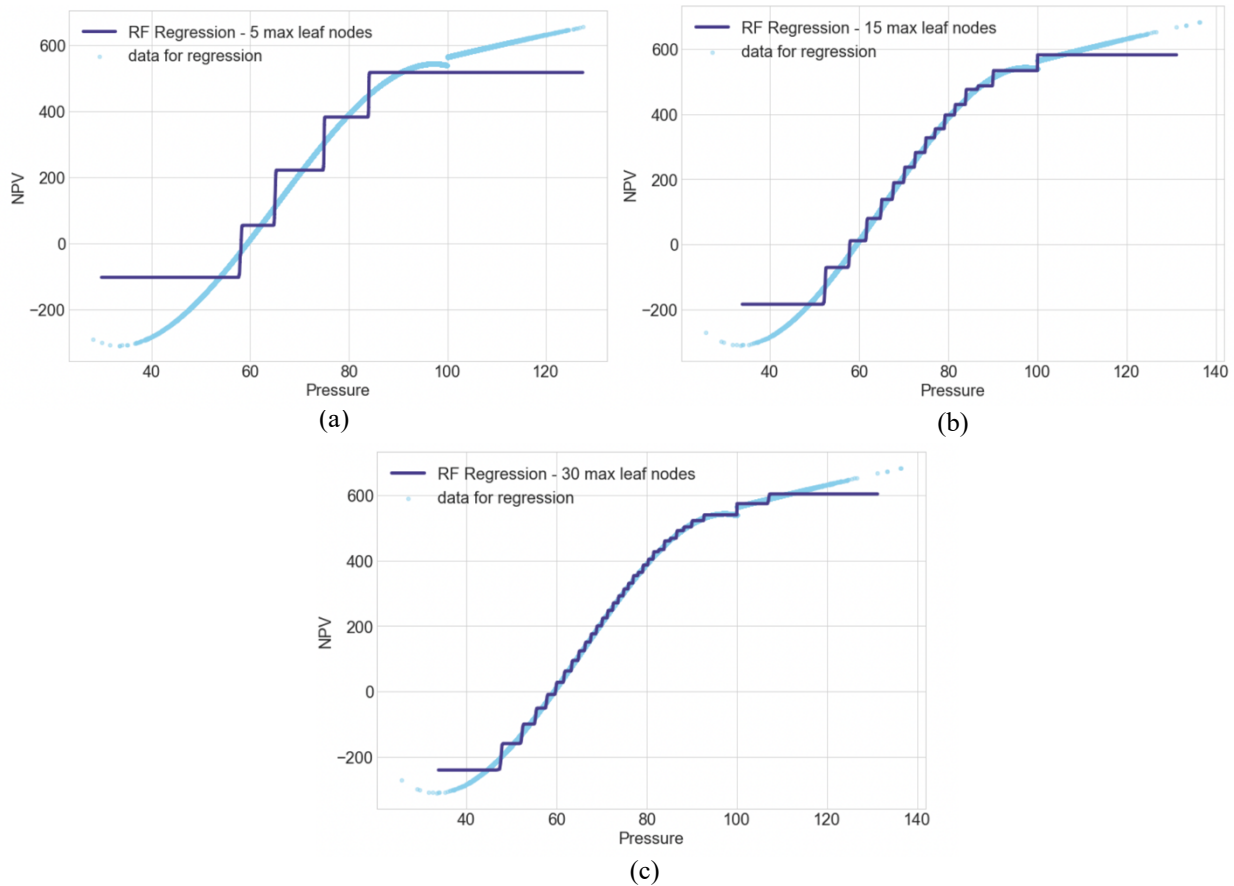 RF Regression - 5 max leaf nodes
data for regression
600
400
200
0
−200
NPV
40
60
80
100
120
Pressure
(a)
RF Regression - 15 max leaf nodes
data for regression
600
400
200
0
−200
NPV
40
60
80
100
120
140
Pressure
(b)
RF Regression - 30 max leaf nodes
data for regression
600
400
200
0
−200
NPV
40
60
80
100
120
140
Pressure
(c)